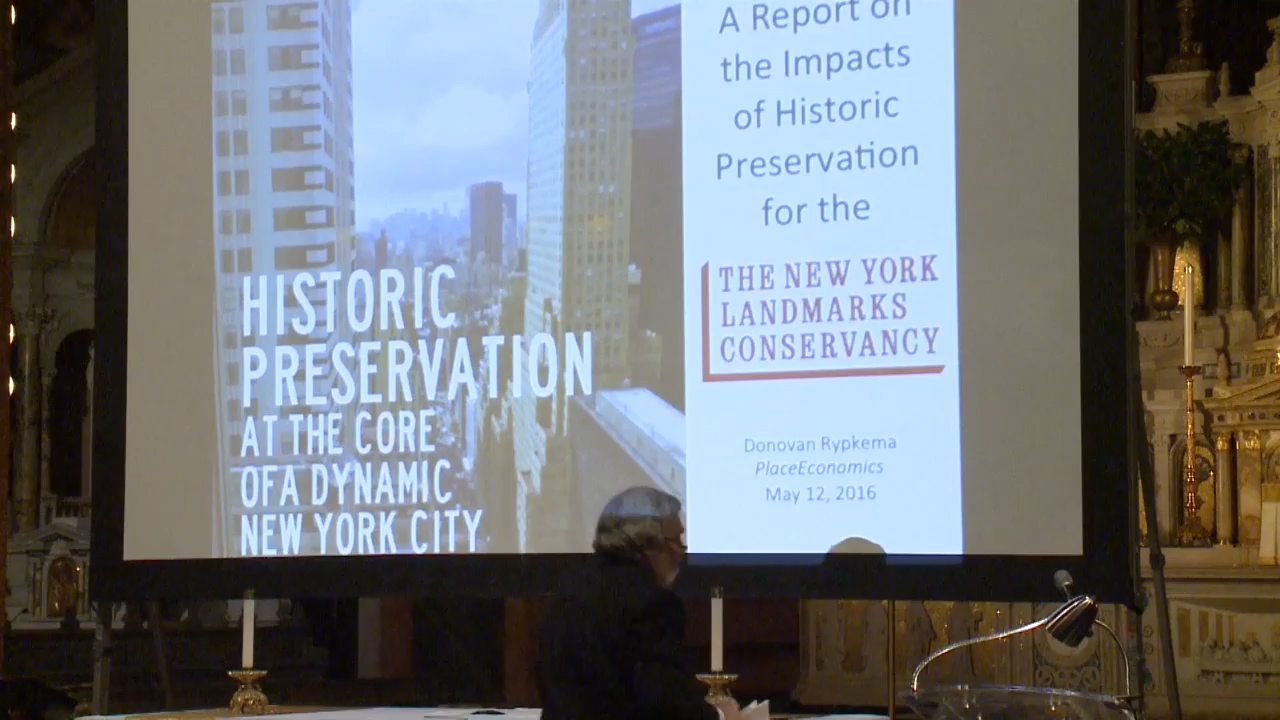 HISTORIC
PRESERVATION
AT THE CORE
OF A DYNAMIC
NEW YORK CITY
A Report on
the Impacts
of Historic
Preservation
for the
THE NEW YORK
LANDMARKS
CONSERVANCY
Donovan Rypkema
PlaceEconomics
May 12, 2016